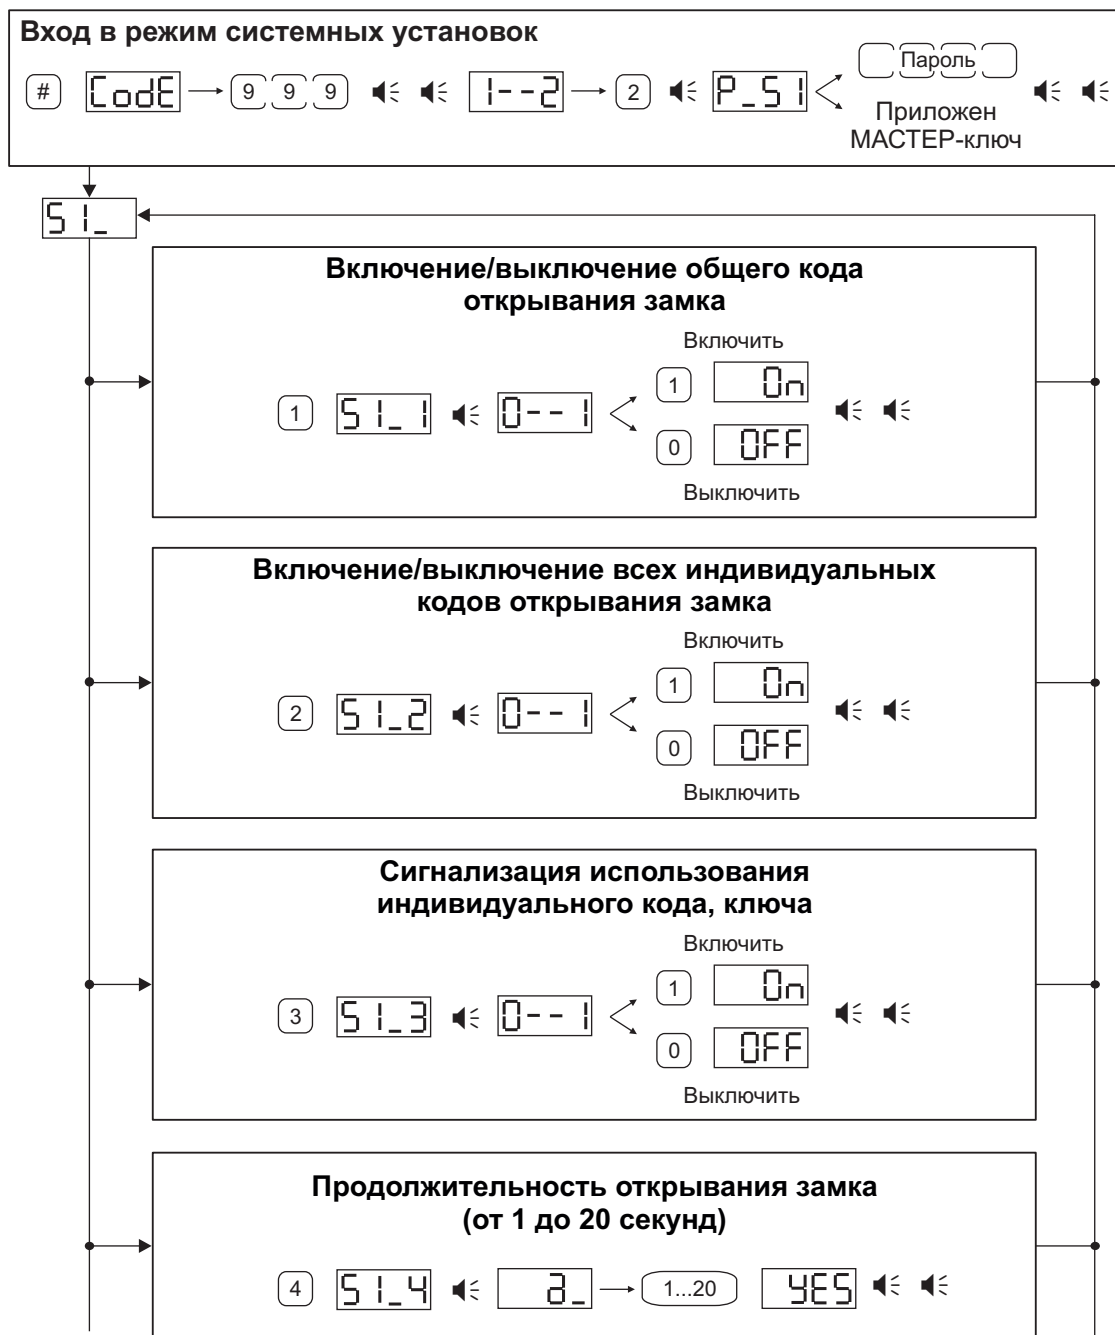 Вход в режим системных установок
# CodE 9 9 9 1--2 2 P_S1 Пароль
Приложен
МАСТЕР-ключ
S1_
Включение/выключение общего кода
открывания замка
Включить
1 S1_1 0--1 1 On
0 OFF
Выключить
Включение/выключение всех индивидуальных
кодов открывания замка
Включить
2 S1_2 0--1 1 On
0 OFF
Выключить
Сигнализация использования
индивидуального кода, ключа
Включить
3 S1_3 0--1 1 On
0 OFF
Выключить
Продолжительность открывания замка
(от 1 до 20 секунд)
4 S1_4 a_ 1...20 YES